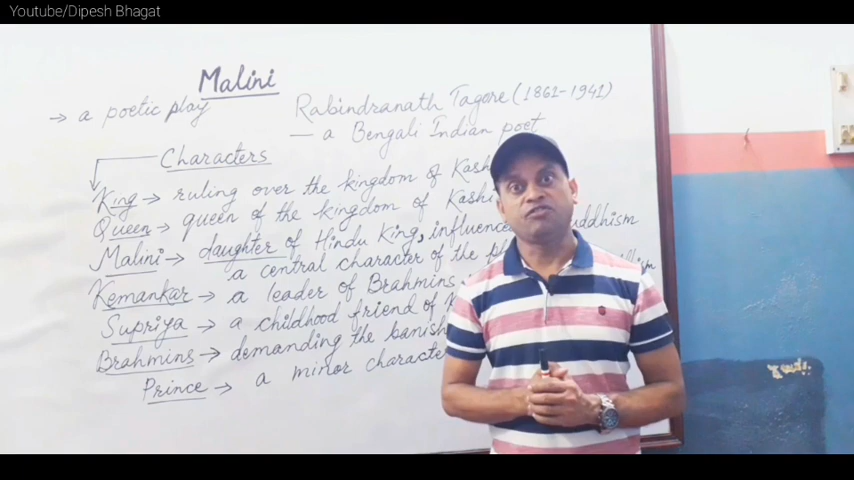 Youtube/Dipesh Bhagat
Malini
→ a poetic play
Rabindranath Tagore (1861-1941)
— a Bengali Indian poet
Characters
King → ruling over the kingdom of Kash
Queen → queen of the kingdom of Kashi
Malini → daughter of Hindu King, influence uddhism
a central character of the
Kemankar → a leader of Brahmins
Supriya → a childhood friend of
Brahmins → demanding the banish
Prince → a minor characte